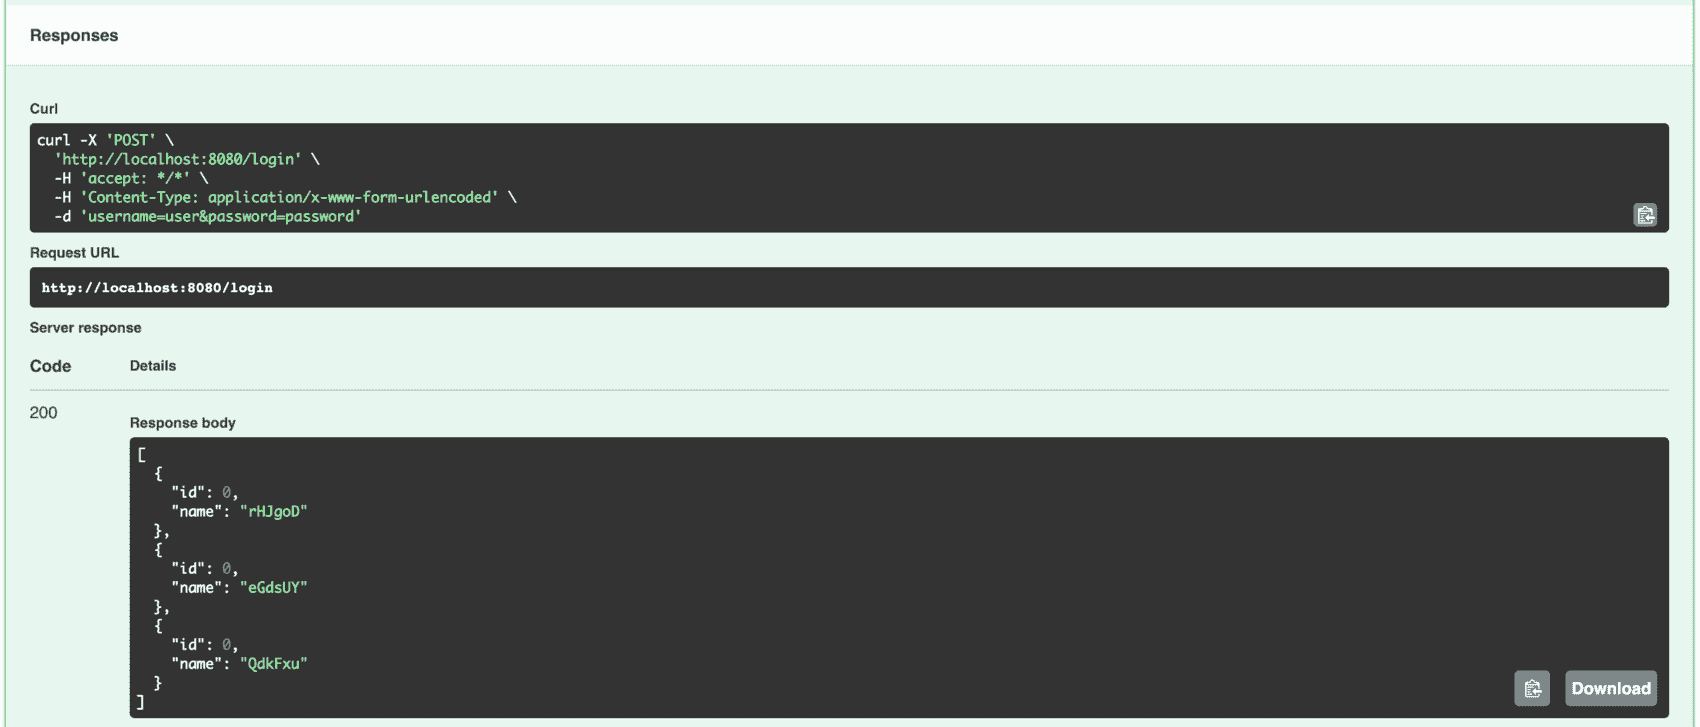 Responses
Curl
curl -X 'POST' \
'http://localhost:8080/login' \
-H 'accept: */*' \
-H 'Content-Type: application/x-www-form-urlencoded' \
-d 'username=user&password=password'
Request URL
http://localhost:8080/login
Server response
Code Details
200
Response body
[
{
"id": 0,
"name": "rHJgoD"
},
{
"id": 0,
"name": "eGdsUY"
},
{
"id": 0,
"name": "QdkFxu"
}
]
Download